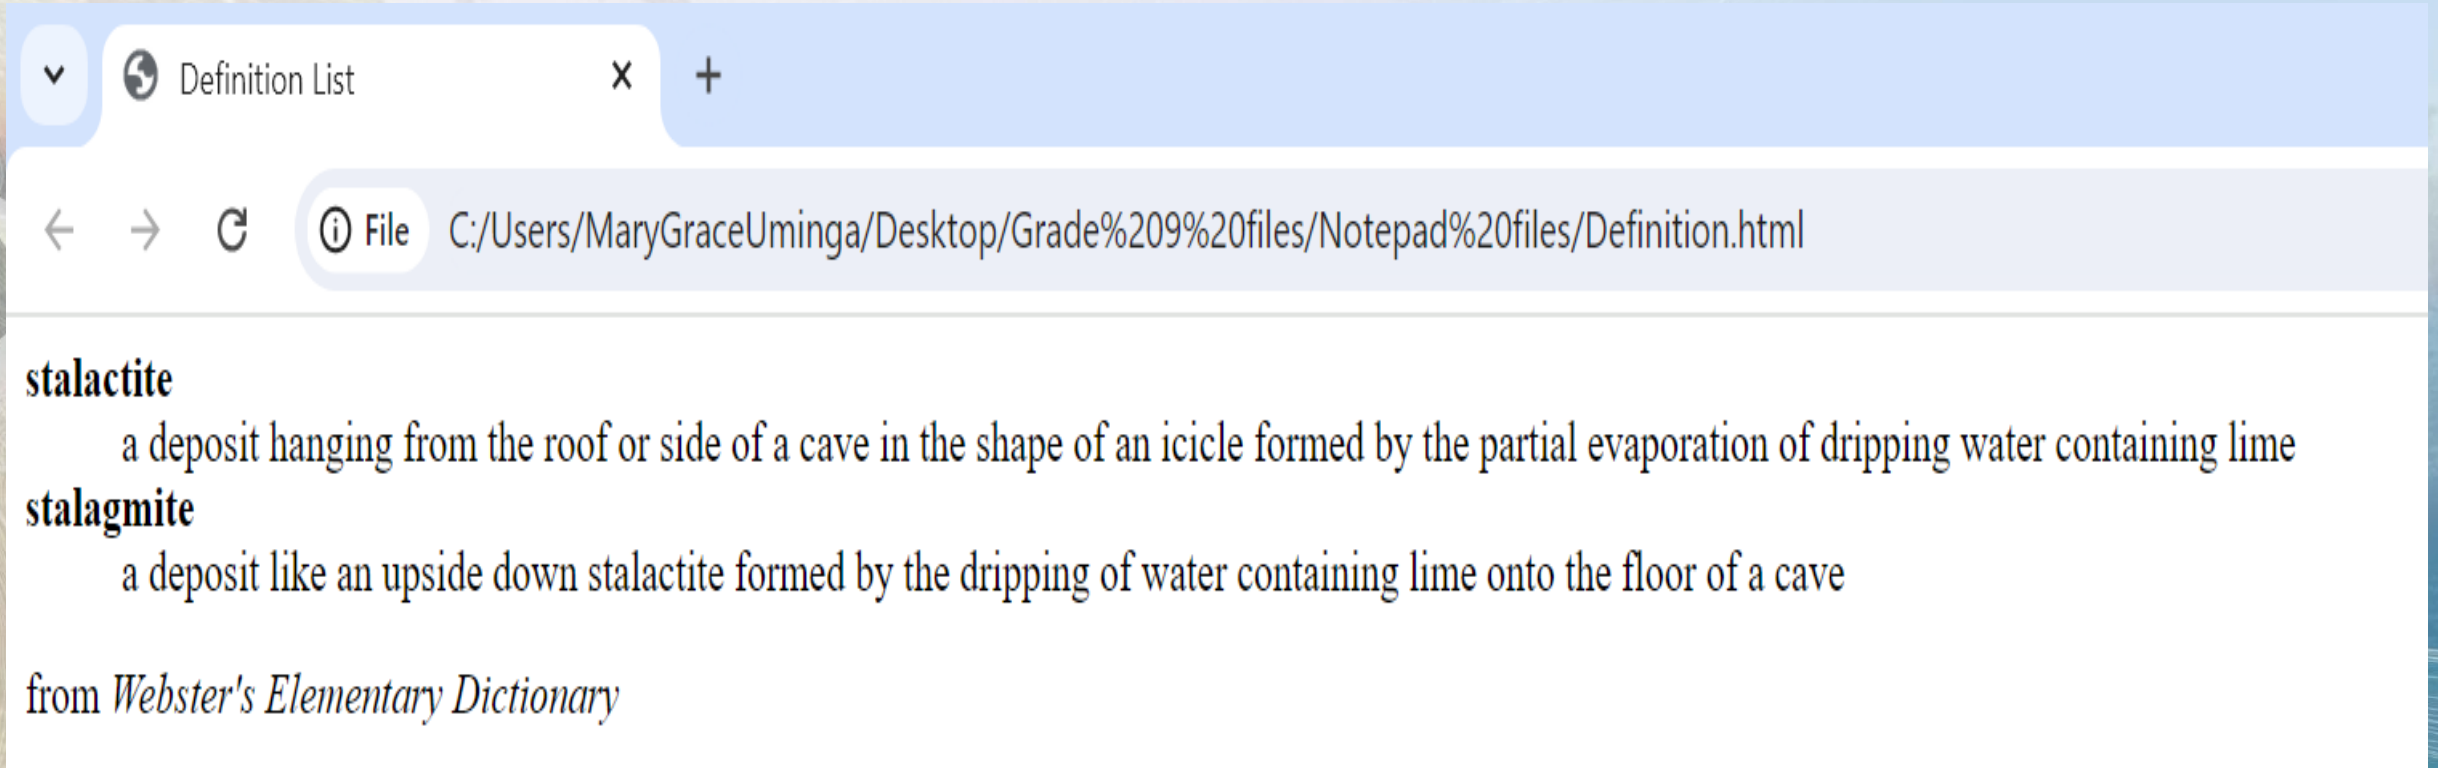 Definition List
File C:/Users/MaryGraceUminga/Desktop/Grade%209%20files/Notepad%20files/Definition.html
stalactite
a deposit hanging from the roof or side of a cave in the shape of an icicle formed by the partial evaporation of dripping water containing lime
stalagmite
a deposit like an upside down stalactite formed by the dripping of water containing lime onto the floor of a cave
from Webster's Elementary Dictionary